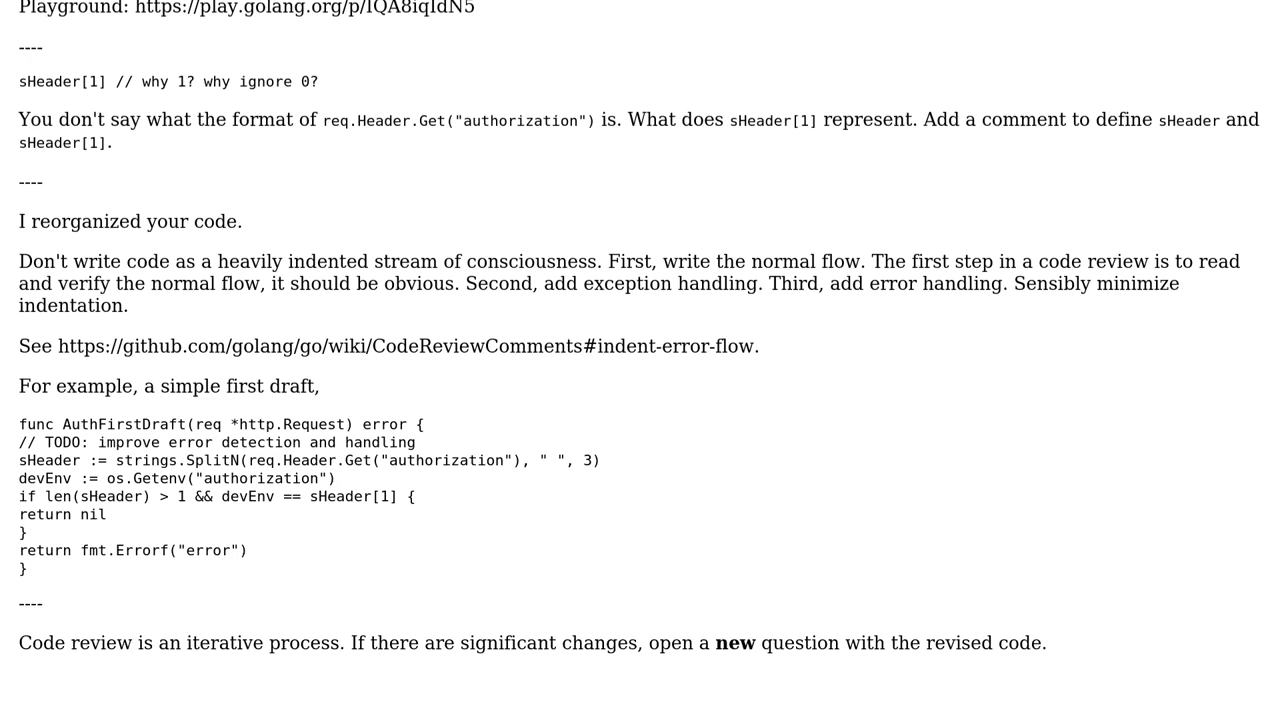 Playground: https://play.golang.org/p/IQA8iqIdN5
----
sHeader[1] // why 1? why ignore 0?
You don't say what the format of req.Header.Get("authorization") is. What does sHeader[1] represent. Add a comment to define sHeader and
sHeader[1].
----
I reorganized your code.
Don't write code as a heavily indented stream of consciousness. First, write the normal flow. The first step in a code review is to read
and verify the normal flow, it should be obvious. Second, add exception handling. Third, add error handling. Sensibly minimize
indentation.
See https://github.com/golang/go/wiki/CodeReviewComments#indent-error-flow.
For example, a simple first draft,
func AuthFirstDraft(req *http.Request) error {
// TODO: improve error detection and handling
sHeader := strings.SplitN(req.Header.Get("authorization"), " ", 3)
devEnv := os.Getenv("authorization")
if len(sHeader) > 1 && devEnv == sHeader[1] {
return nil
}
return fmt.Errorf("error")
}
----
Code review is an iterative process. If there are significant changes, open a new question with the revised code.